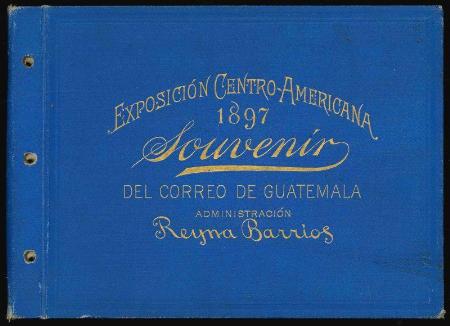 EXPOSICIÓN CENTRO-AMERICANA
1897
Souvenir
DEL CORREO DE GUATEMALA
ADMINISTRACIÓN
Reyna Barrios